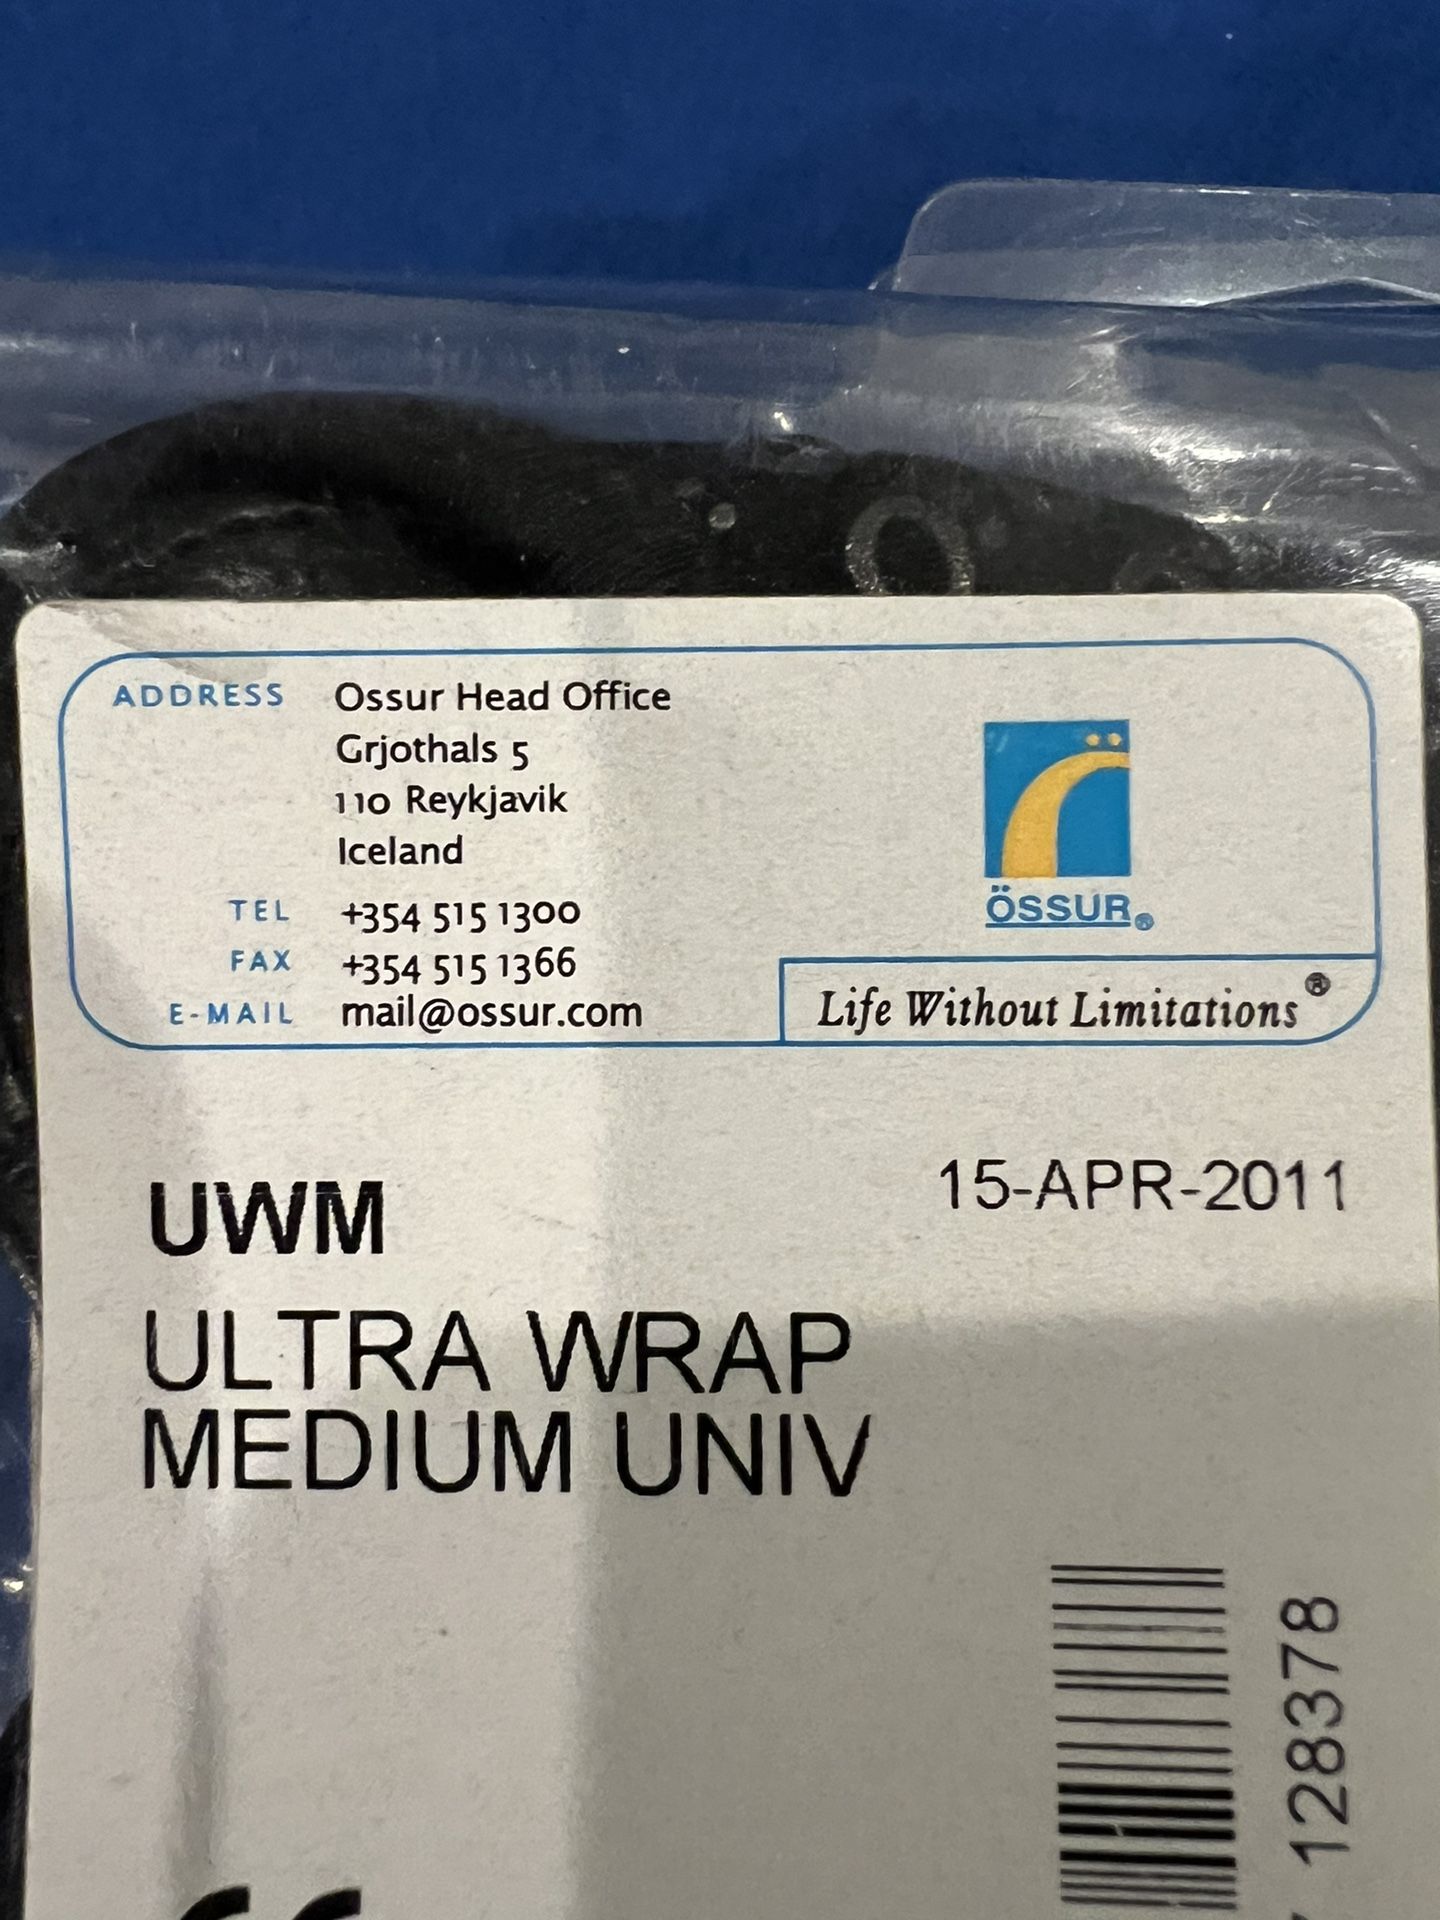 ADDRESS Ossur Head Office
Grjothals 5
110 Reykjavik
Iceland
TEL +354 515 1300
FAX +354 515 1366
E-MAIL mail@ossur.com
ÖSSUR®
Life Without Limitations®
15-APR-2011
UWM
ULTRA WRAP
MEDIUM UNIV
128378